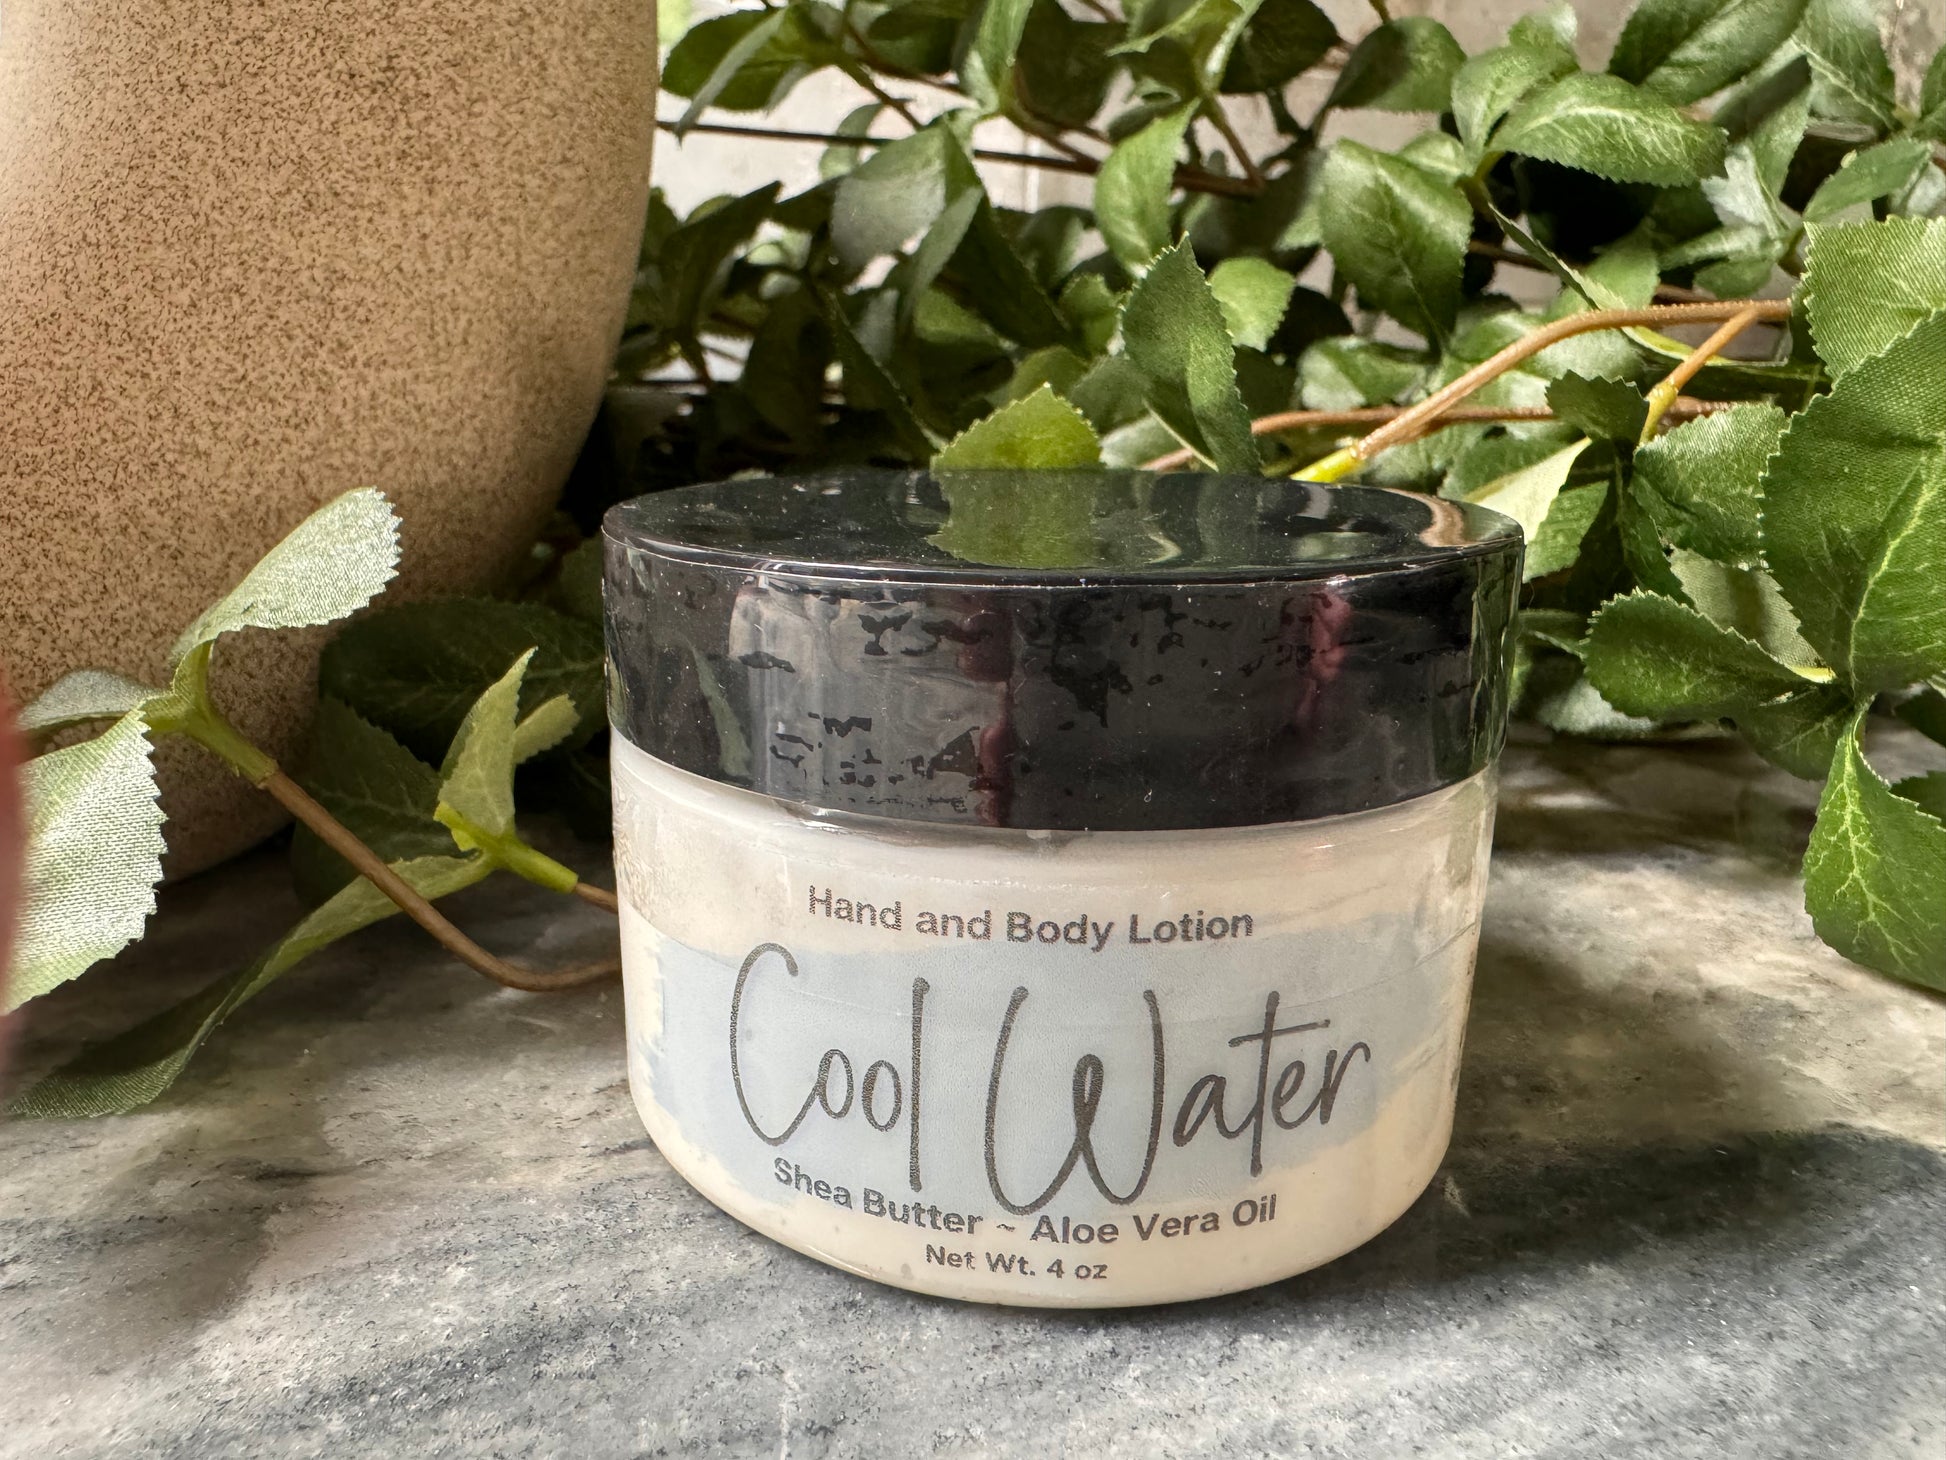 Hand and Body Lotion
Cool Water
Shea Butter ~ Aloe Vera Oil
Net Wt. 4 oz